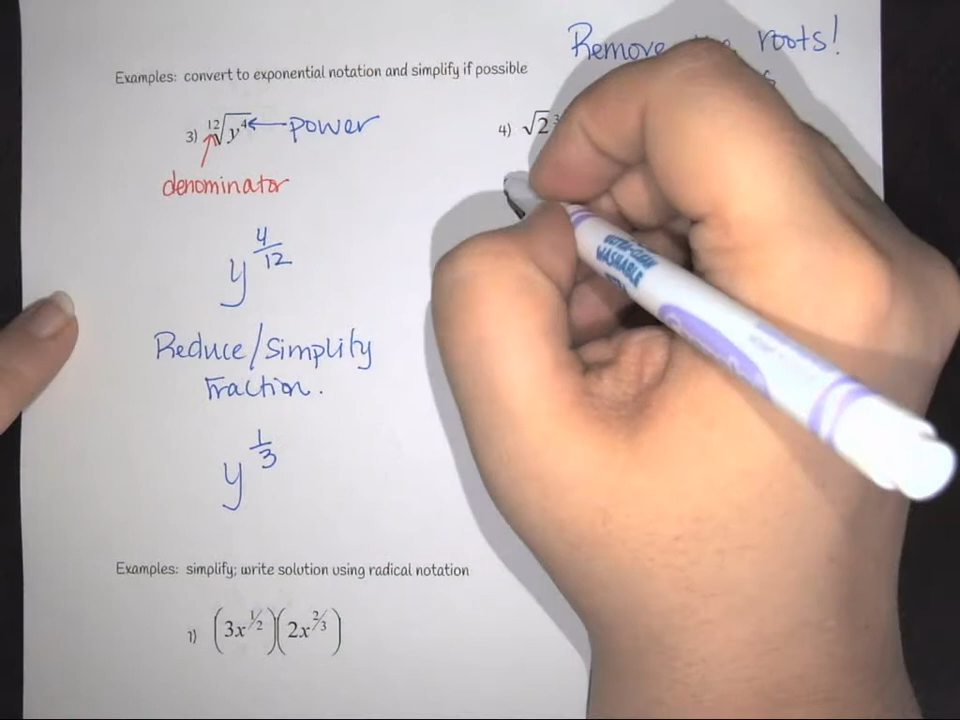 Remove roots!
Examples: convert to exponential notation and simplify if possible
3) ¹²√y⁴ ← power
4) √2
denominator
y^(4/12)
Reduce/Simplify
Fraction.
y^(1/3)
Examples: simplify; write solution using radical notation
1) (3x^(1/2))(2x^(2/3))
ULTRA-CLEAN
WASHABLE